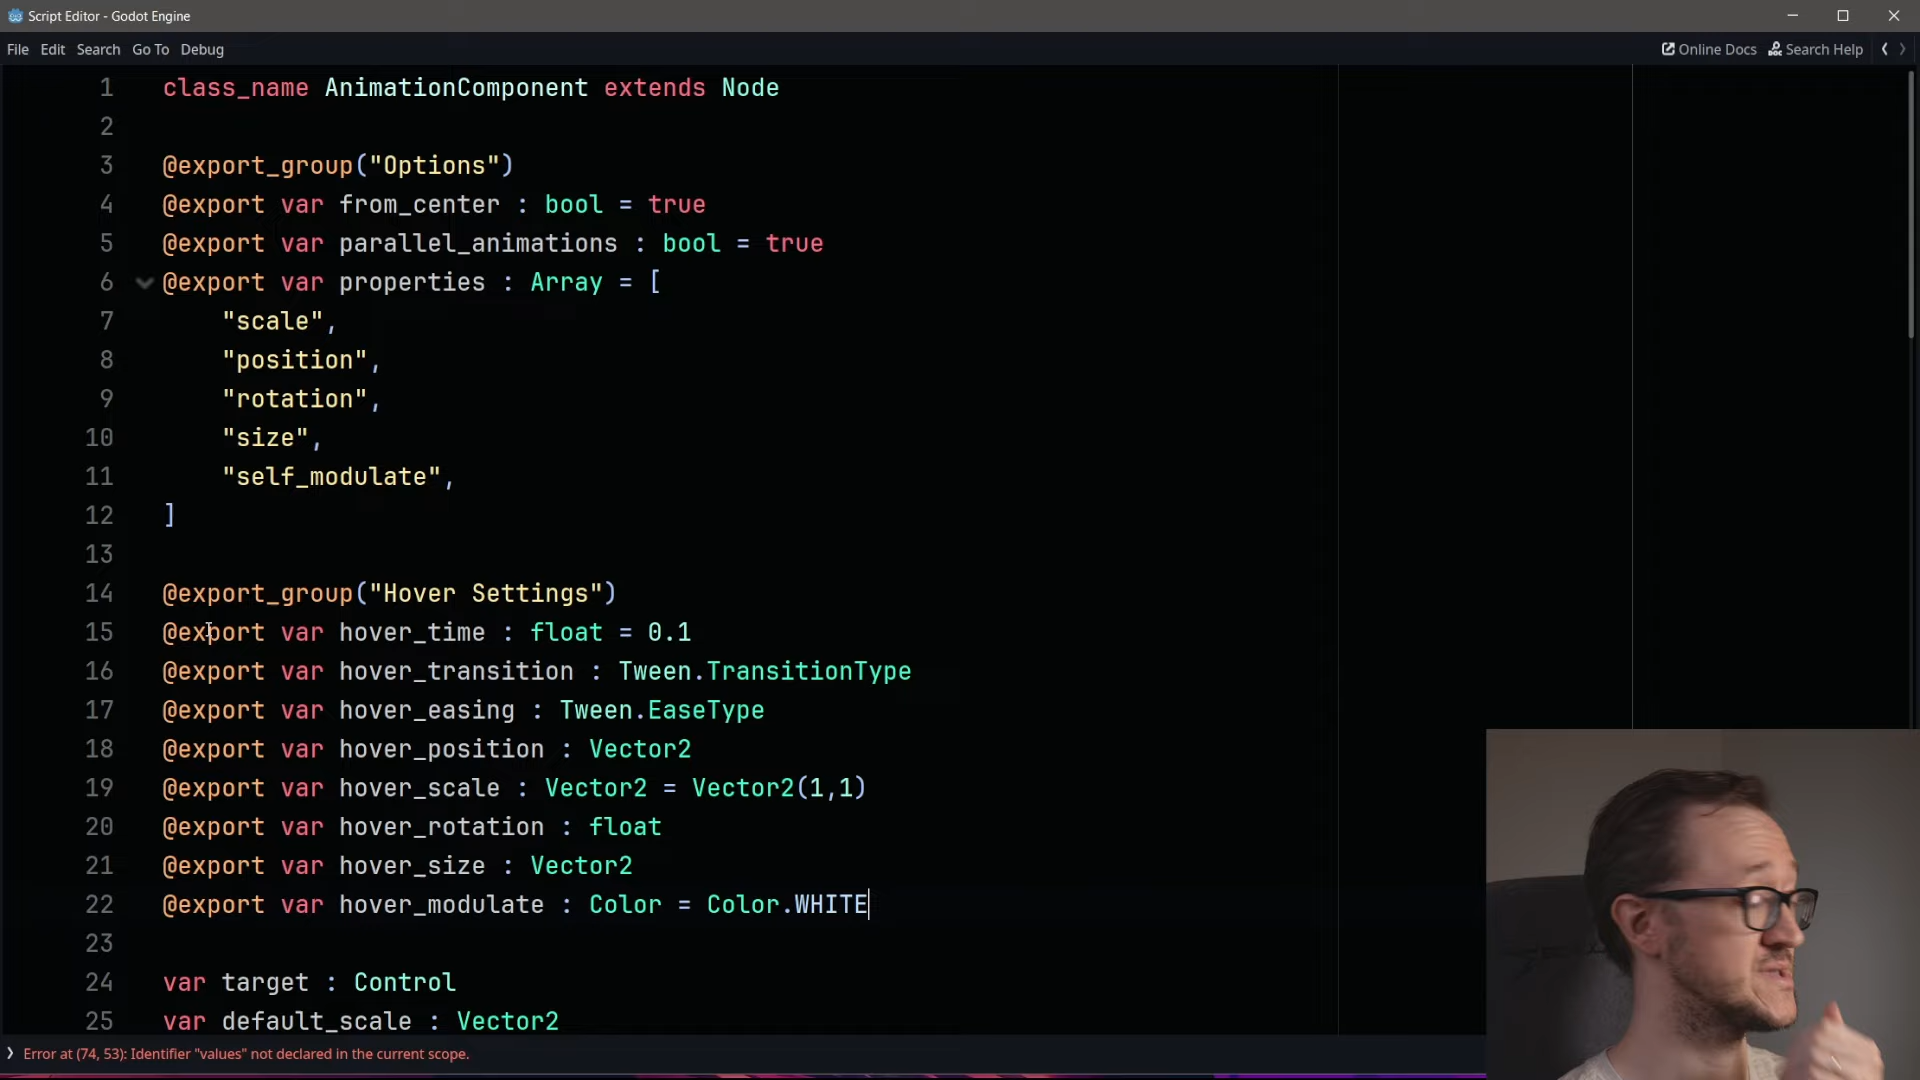 Script Editor - Godot Engine
File Edit Search Go To Debug
Online Docs Search Help
1 class_name AnimationComponent extends Node
2
3 @export_group("Options")
4 @export var from_center : bool = true
5 @export var parallel_animations : bool = true
6 @export var properties : Array = [
7 "scale",
8 "position",
9 "rotation",
10 "size",
11 "self_modulate",
12 ]
13
14 @export_group("Hover Settings")
15 @export var hover_time : float = 0.1
16 @export var hover_transition : Tween.TransitionType
17 @export var hover_easing : Tween.EaseType
18 @export var hover_position : Vector2
19 @export var hover_scale : Vector2 = Vector2(1,1)
20 @export var hover_rotation : float
21 @export var hover_size : Vector2
22 @export var hover_modulate : Color = Color.WHITE
23
24 var target : Control
25 var default_scale : Vector2
Error at (74, 53): Identifier "values" not declared in the current scope.